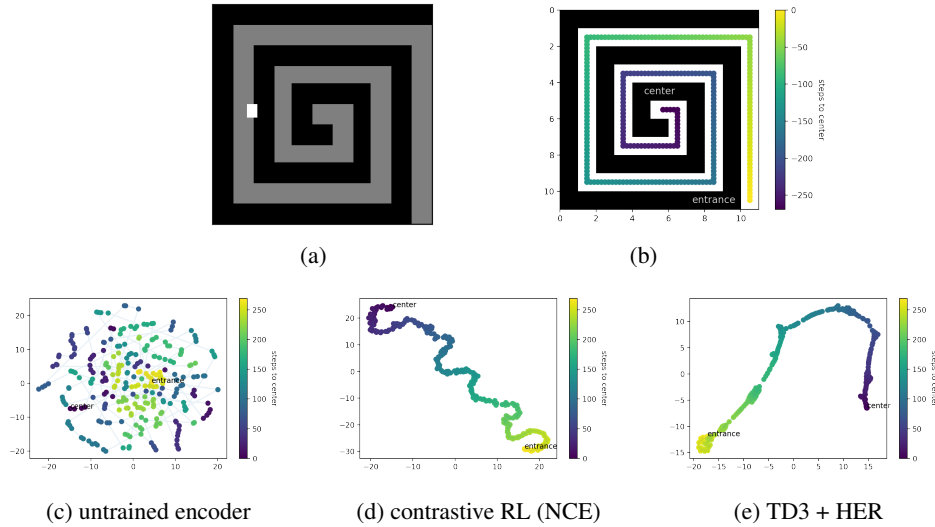 0
2
4
6
8
10
center
entrance
0 2 4 6 8 10
0
−50
−100
−150
−200
−250
steps to center
(a)
(b)
20
10
0
−10
−20
−20 −10 0 10 20
entrance
center
250
200
150
100
50
0
steps to center
20
10
0
−10
−20
−30
−20 −10 0 10 20
center
entrance
250
200
150
100
50
0
steps to center
10
5
0
−5
−10
−15
−20 −15 −10 −5 0 5 10 15
entrance
center
250
200
150
100
50
0
steps to center
(c) untrained encoder
(d) contrastive RL (NCE)
(e) TD3 + HER